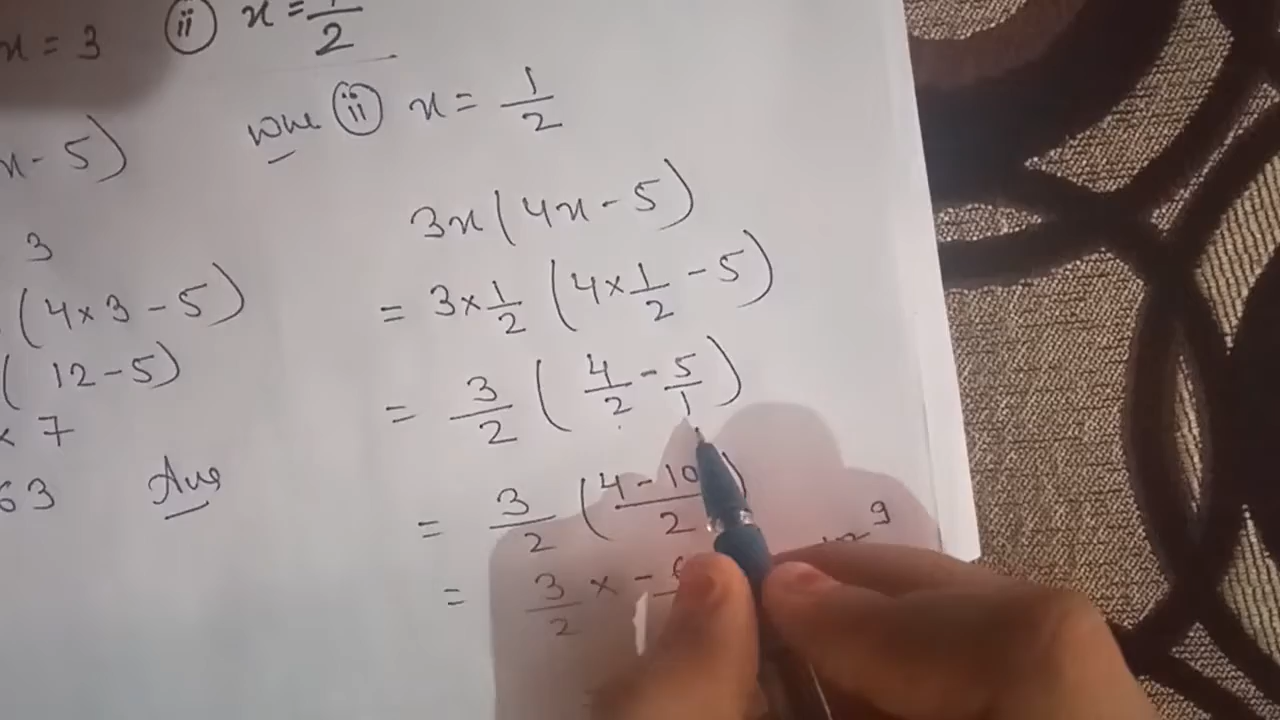 x = 3 (ii) x = 1/2
x - 5)
3
(4×3 - 5)
( 12 - 5)
× 7
63 Ans
(ii) x = 1/2
3x(4x - 5)
= 3×1/2 (4×1/2 - 5)
= 3/2 ( 4/2 - 5/1 )
= 3/2 (4 - 10/2)
= 3/2 × -
9